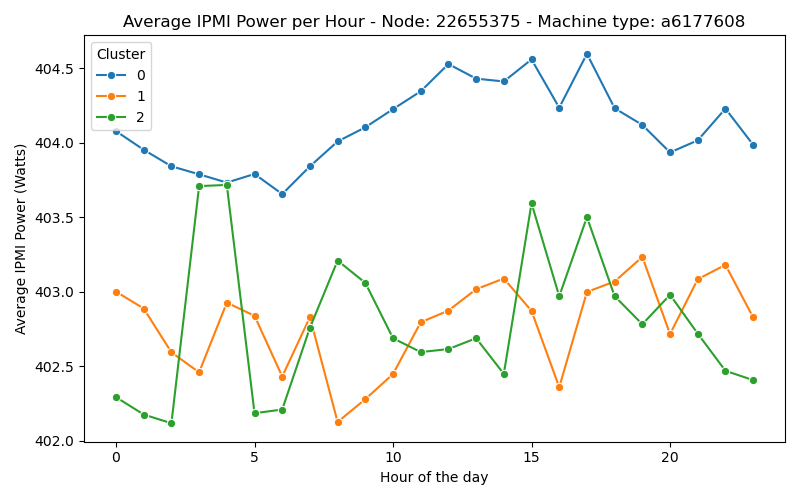 Average IPMI Power per Hour - Node: 22655375 - Machine type: a6177608
Cluster
0
1
2
404.5
404.0
403.5
403.0
402.5
402.0
Average IPMI Power (Watts)
0 5 10 15 20
Hour of the day